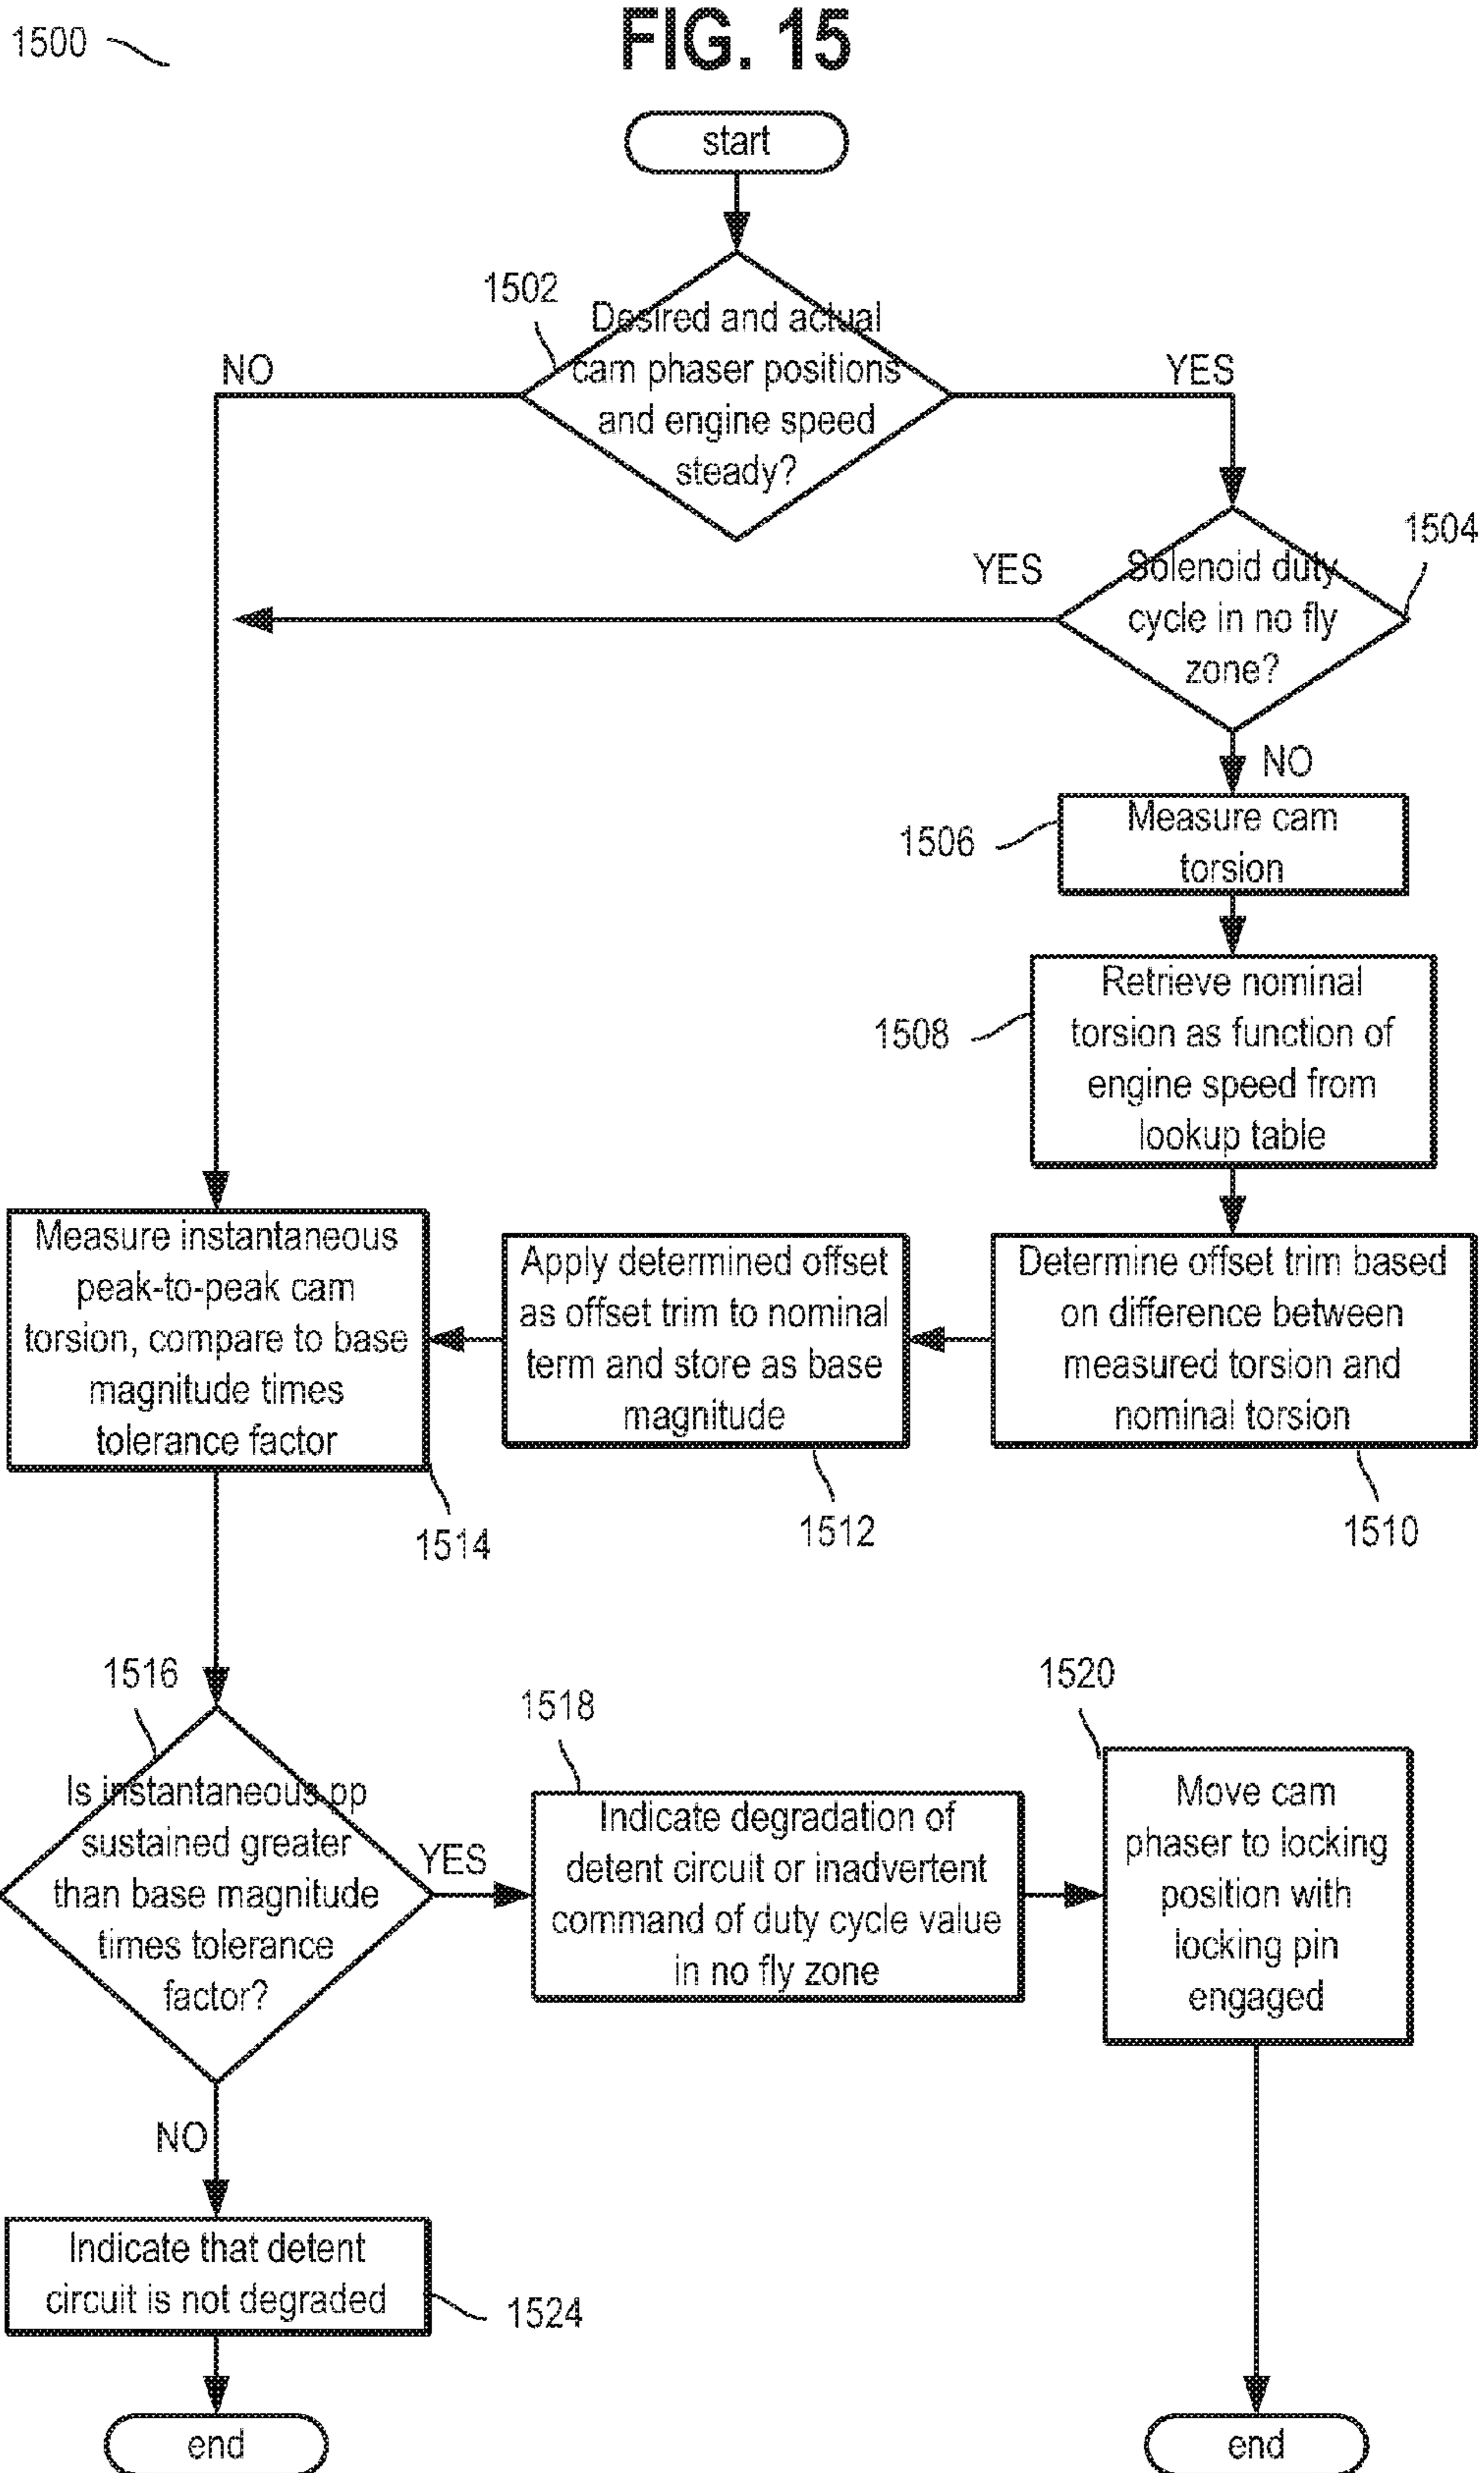 FIG. 15
1500
start
1502
Desired and actual
cam phaser positions
and engine speed
steady?
NO
YES
1504
Solenoid duty
cycle in no fly
zone?
YES
NO
1506
Measure cam
torsion
1508
Retrieve nominal
torsion as function of
engine speed from
lookup table
Determine offset trim based
on difference between
measured torsion and
nominal torsion
1510
Apply determined offset
as offset trim to nominal
term and store as base
magnitude
1512
Measure instantaneous
peak-to-peak cam
torsion, compare to base
magnitude times
tolerance factor
1514
1516
Is instantaneous pp
sustained greater
than base magnitude
times tolerance
factor?
YES
1518
Indicate degradation of
detent circuit or inadvertent
command of duty cycle value
in no fly zone
1520
Move cam
phaser to locking
position with
locking pin
engaged
NO
Indicate that detent
circuit is not degraded
1524
end
end